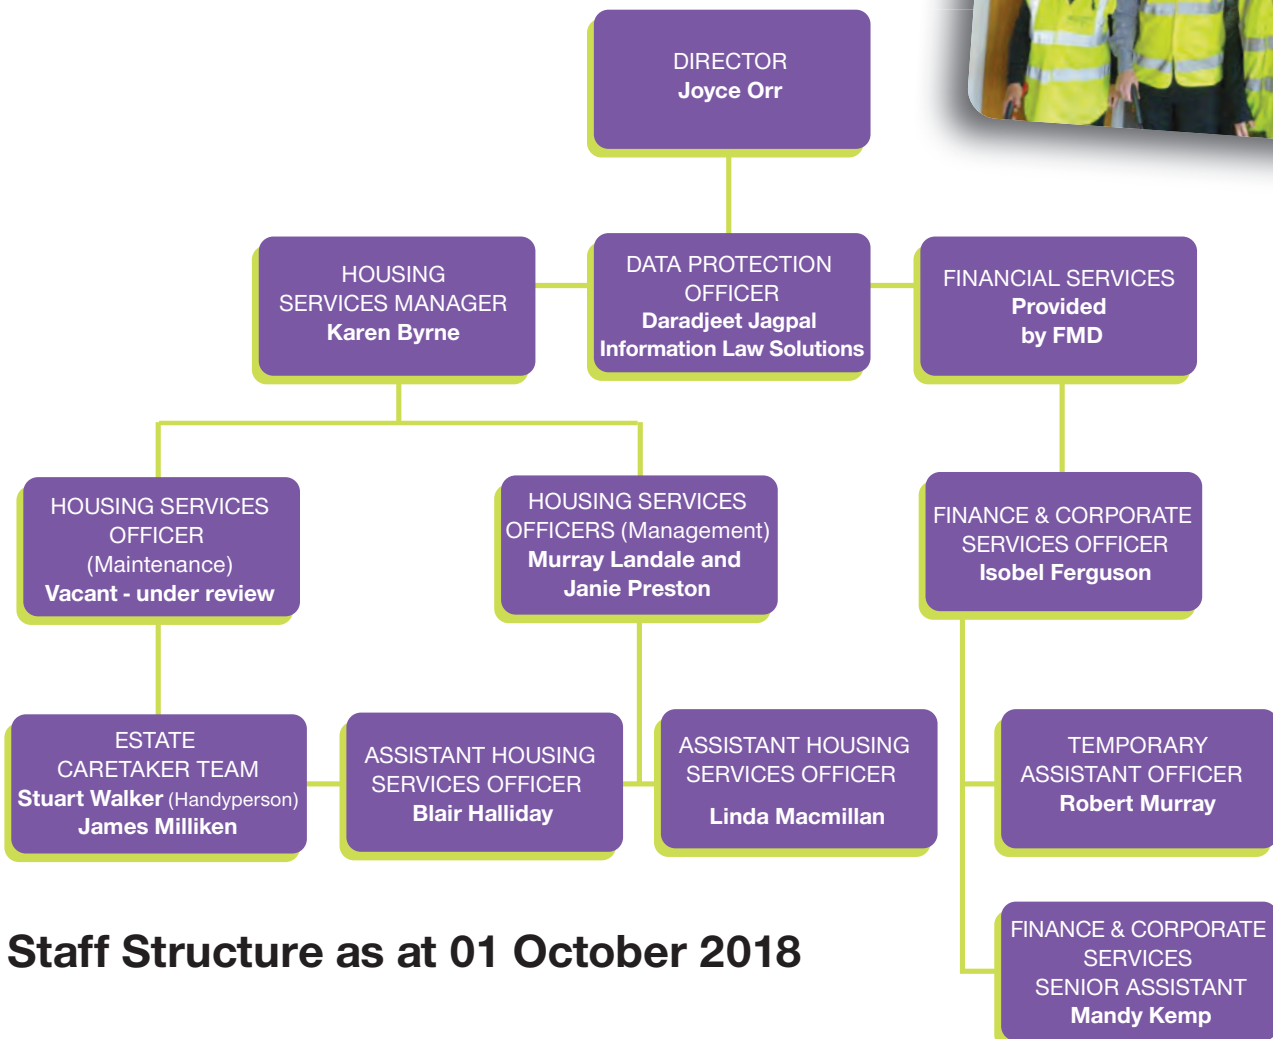 DIRECTOR
Joyce Orr
HOUSING
SERVICES MANAGER
Karen Byrne
DATA PROTECTION
OFFICER
Daradjeet Jagpal
Information Law Solutions
FINANCIAL SERVICES
Provided
by FMD
HOUSING SERVICES
OFFICER
(Maintenance)
Vacant - under review
HOUSING SERVICES
OFFICERS (Management)
Murray Landale and
Janie Preston
FINANCE & CORPORATE
SERVICES OFFICER
Isobel Ferguson
ESTATE
CARETAKER TEAM
Stuart Walker (Handyperson)
James Milliken
ASSISTANT HOUSING
SERVICES OFFICER
Blair Halliday
ASSISTANT HOUSING
SERVICES OFFICER
Linda Macmillan
TEMPORARY
ASSISTANT OFFICER
Robert Murray
FINANCE & CORPORATE
SERVICES
SENIOR ASSISTANT
Mandy Kemp
Staff Structure as at 01 October 2018